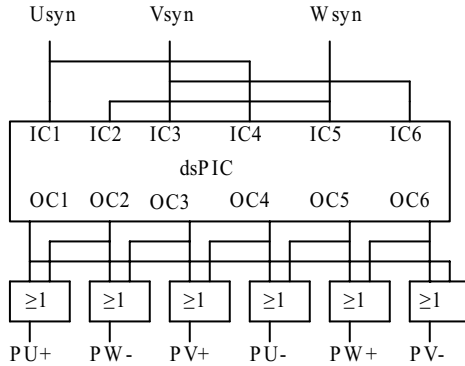 Usyn Vsyn Wsyn
IC1 IC2 IC3 IC4 IC5 IC6
dsPIC
OC1 OC2 OC3 OC4 OC5 OC6
≥1 ≥1 ≥1 ≥1 ≥1 ≥1
PU+ PW- PV+ PU- PW+ PV-